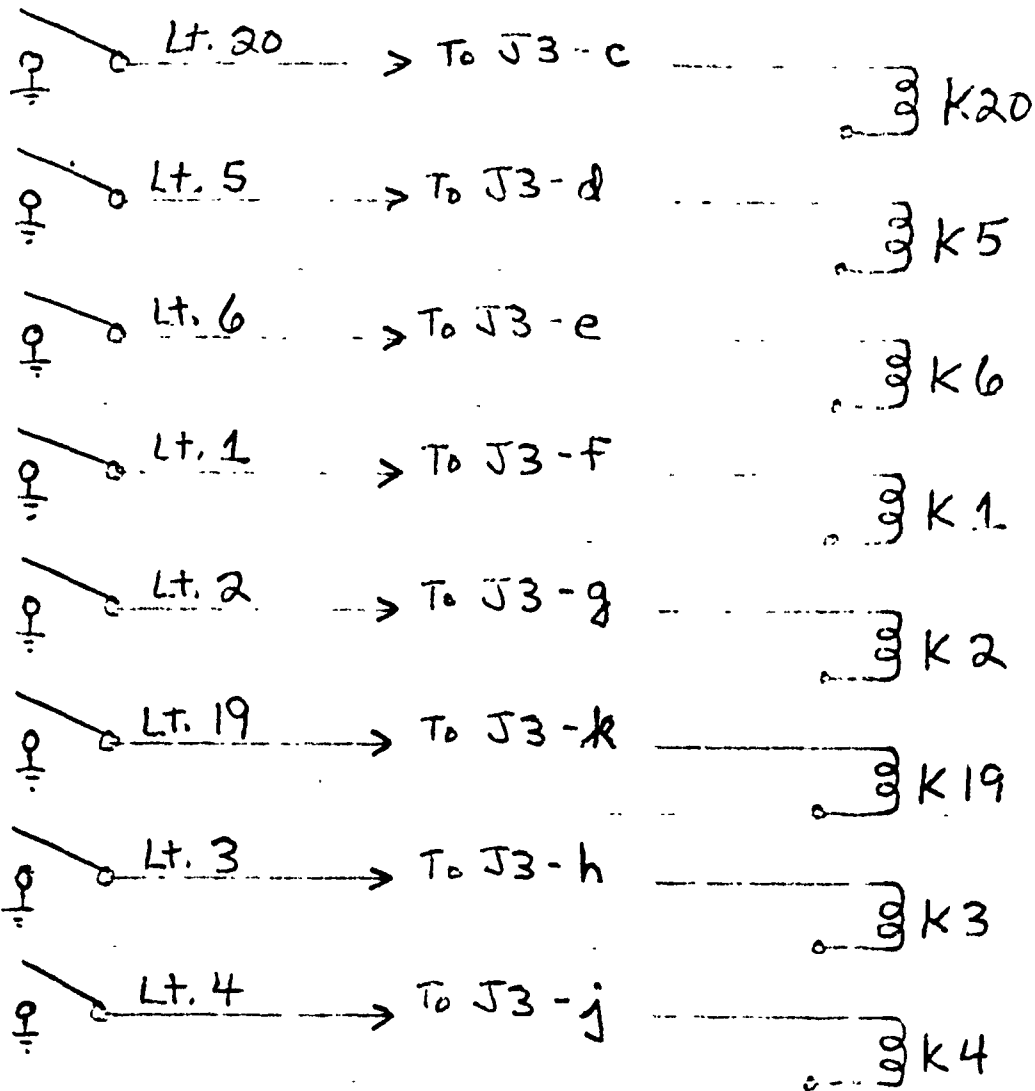 Lt. 20 To J3-c K20
Lt. 5 To J3-d K5
Lt. 6 To J3-e K6
Lt. 1 To J3-f K1
Lt. 2 To J3-g K2
Lt. 19 To J3-k K19
Lt. 3 To J3-h K3
Lt. 4 To J3-j K4